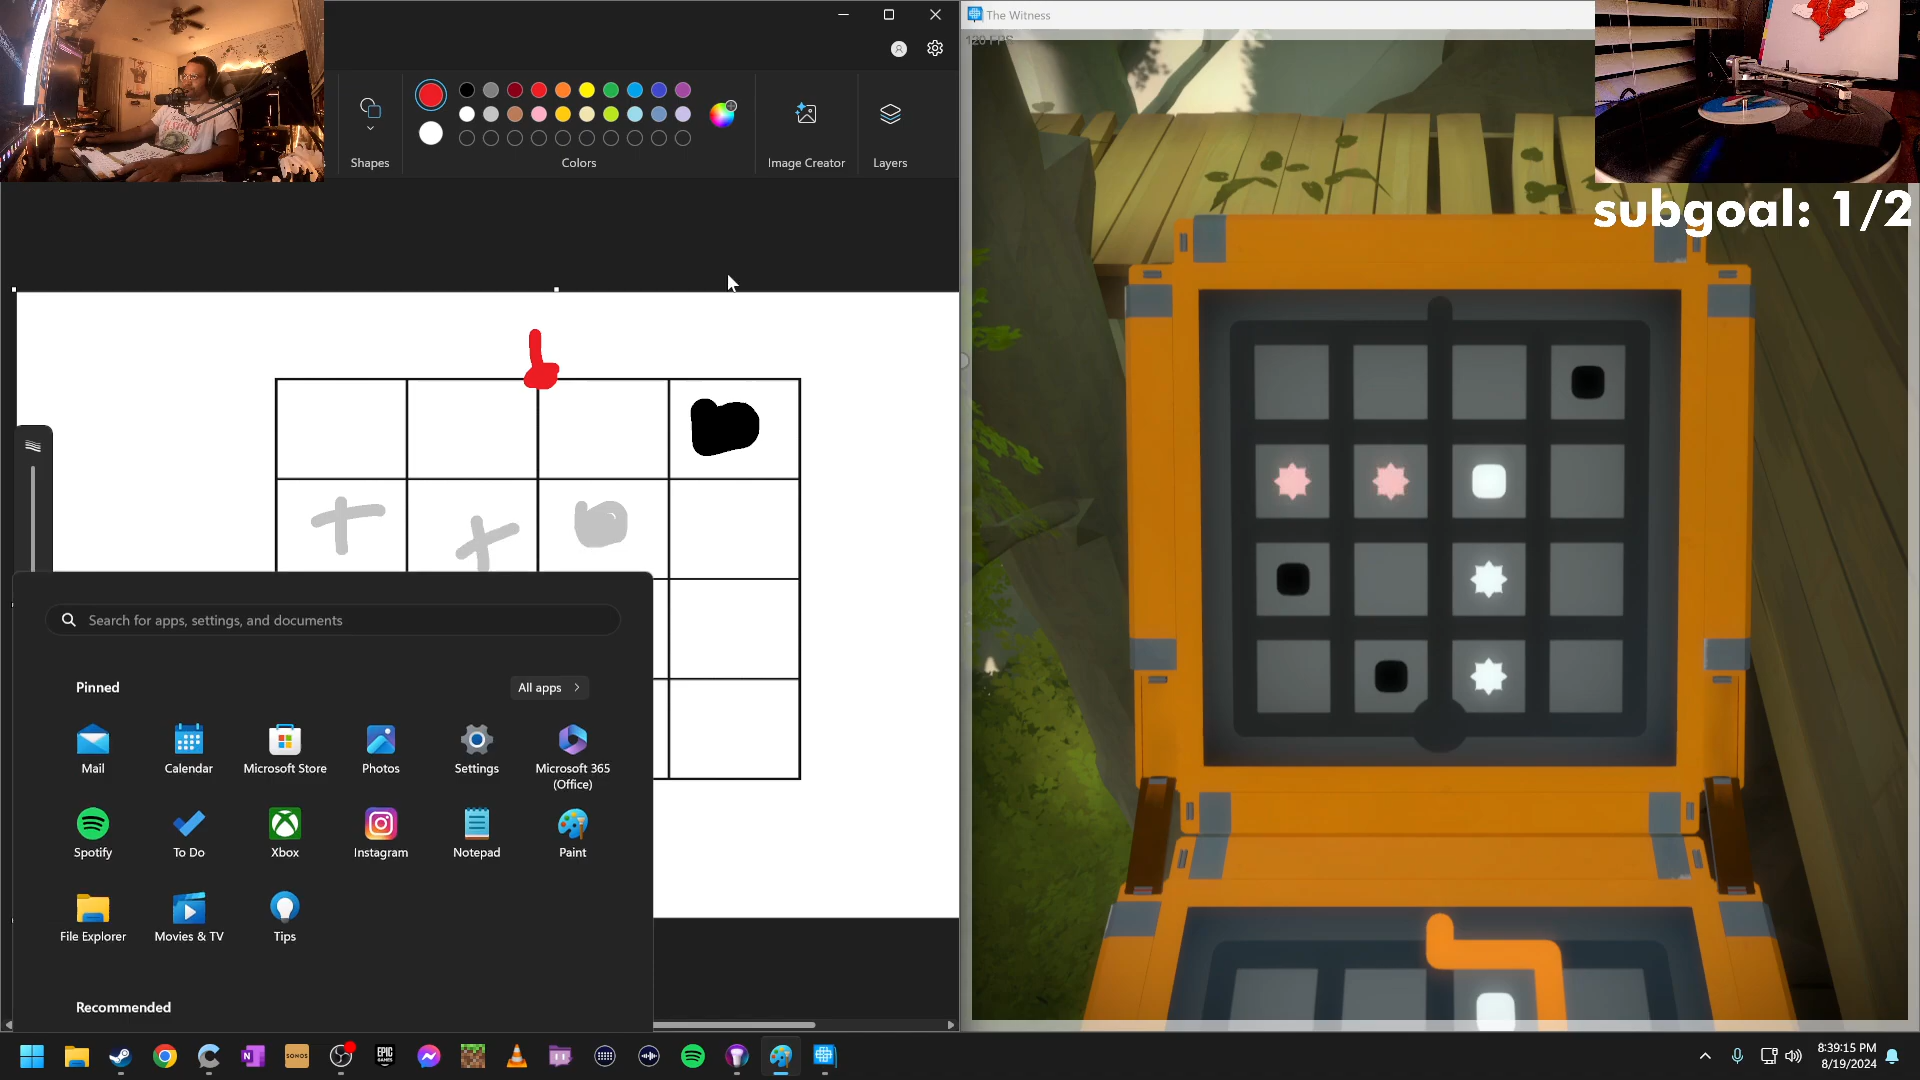 The Witness
120 FPS
Shapes
Colors
Image Creator
Layers
subgoal: 1/2
Search for apps, settings, and documents
Pinned
All apps
Mail
Calendar
Microsoft Store
Photos
Settings
Microsoft 365
(Office)
Spotify
To Do
Xbox
Instagram
Notepad
Paint
File Explorer
Movies & TV
Tips
Recommended
8:39:15 PM
8/19/2024